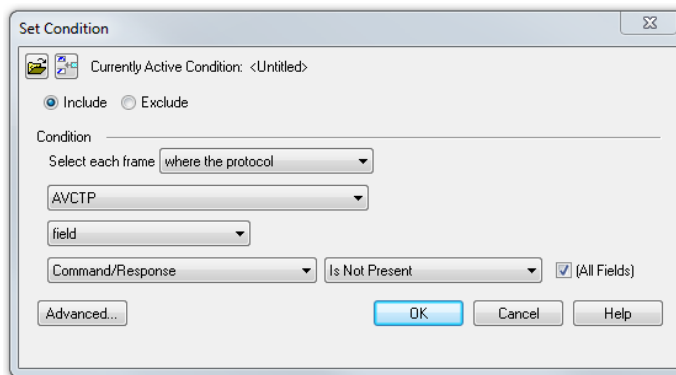 Set Condition
Currently Active Condition: <Untitled>
Include Exclude
Condition
Select each frame where the protocol
AVCTP
field
Command/Response Is Not Present (All Fields)
Advanced... OK Cancel Help